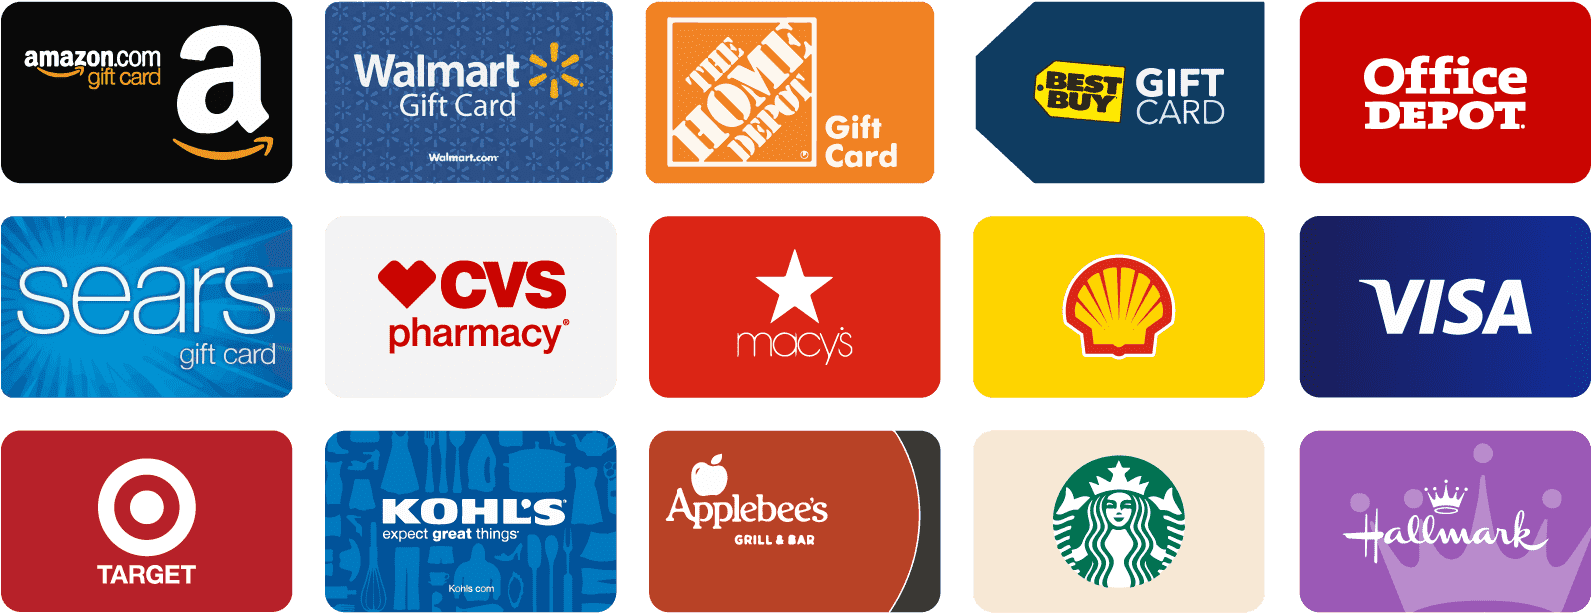 amazon.com
gift card
a
Walmart
Gift Card
Walmart.com
THE
HOME
DEPOT
Gift
Card
BEST
BUY
GIFT
CARD
Office
DEPOT
sears
gift card
CVS
pharmacy®
macy's
VISA
TARGET
KOHL'S
expect great things
Kohls.com
Applebee's
GRILL & BAR
Hallmark